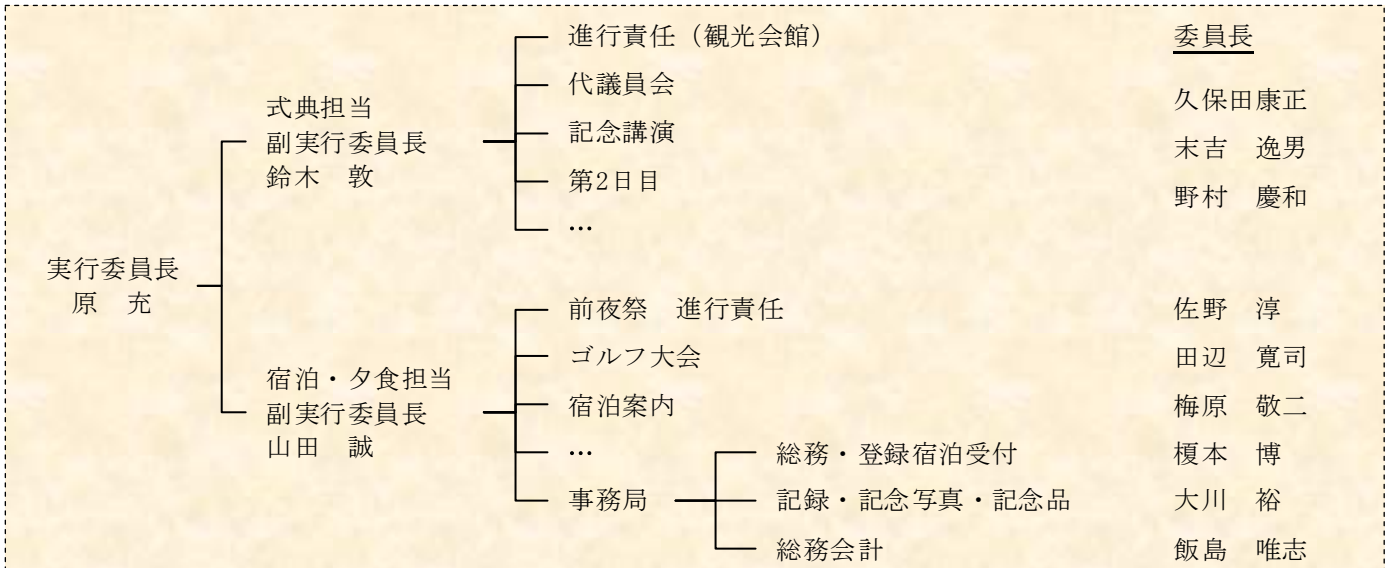 進行責任（観光会館）
委員長
代議員会
久保田康正
式典担当
副実行委員長
鈴木　敦
記念講演
末吉　逸男
第2日目
野村　慶和
…
実行委員長
原　充
前夜祭　進行責任
佐野　淳
ゴルフ大会
田辺　寛司
宿泊・夕食担当
副実行委員長
山田　誠
宿泊案内
梅原　敬二
…
総務・登録宿泊受付
榎本　博
事務局
記録・記念写真・記念品
大川　裕
総務会計
飯島　唯志